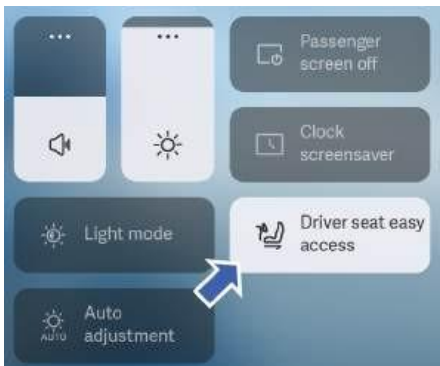 Passenger
screen off
Clock
screensaver
Light mode
Driver seat easy
access
AUTO
Auto
adjustment